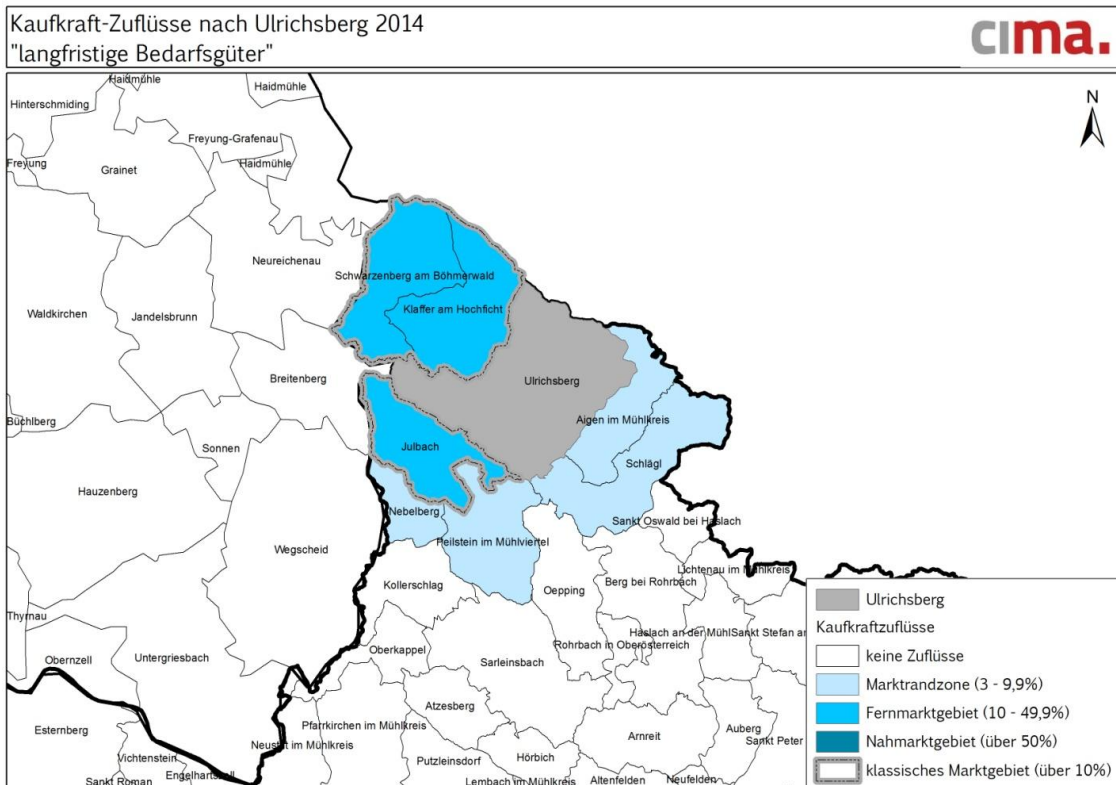 Kaufkraft-Zuflüsse nach Ulrichsberg 2014
"langfristige Bedarfsgüter"
cima.
N
Haidmühle
Haidmühle
Hinterschmiding
Freyung-Grafenau
Freyung
Haidmühle
Grainet
Neureichenau
Schwarzenberg am Böhmerwald
Klaffer am Hochficht
Waldkirchen
Jandelsbrunn
Breitenberg
Ulrichsberg
Aigen im Mühlkreis
Büchlberg
Sonnen
Julbach
Schlägl
Hauzenberg
Nebelberg
Sankt Oswald bei Haslach
Peilstein im Mühlviertel
Wegscheid
Lichtenau im Mühlkreis
Kollerschlag
Oepping
Berg bei Rohrbach
Thyrnau
Haslach an der Mühl
Sankt Stefan am
Rohrbach in Oberösterreich
Oberkappel
Obernzell
Untergriesbach
Sarleinsbach
Esternberg
Atzesberg
Pfarrkirchen im Mühlkreis
Auberg
Arnreit
Sankt Peter
Neustift im Mühlkreis
Vichtenstein
Hörbich
Putzleinsdorf
Sankt Roman
Lembach im Mühlkreis
Altenfelden
Neufelden
Ulrichsberg
Kaufkraftzuflüsse
keine Zuflüsse
Marktrandzone (3 - 9,9%)
Fernmarktgebiet (10 - 49,9%)
Nahmarktgebiet (über 50%)
klassisches Marktgebiet (über 10%)